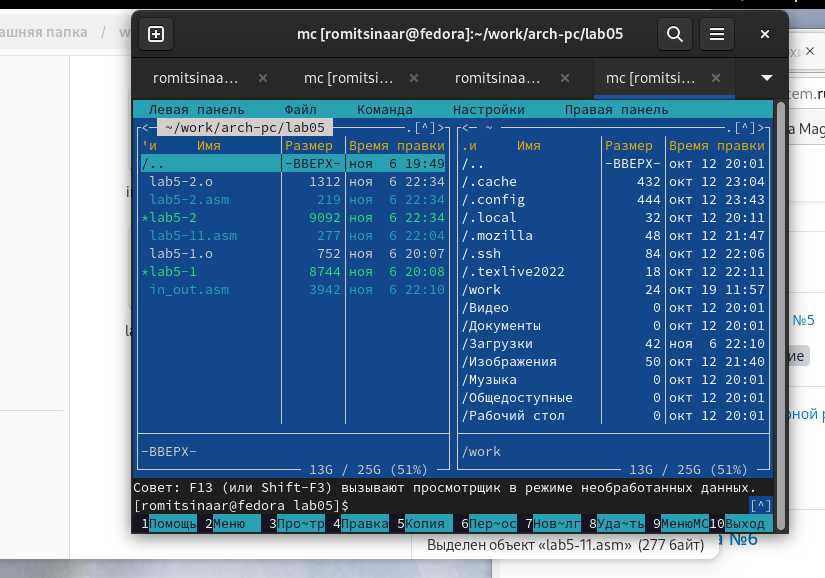 ашняя папка / w
mc [romitsinaar@fedora]:~/work/arch-pc/lab05
romitsinaa... × mc [romitsi... × romitsinaa... × mc [romitsi... ×
Левая панель Файл Команда Настройки Правая панель
<— ~/work/arch-pc/lab05 .[^]>
'и Имя Размер Время правки
/.. -ВВЕРХ- ноя 6 19:49
lab5-2.o 1312 ноя 6 22:34
lab5-2.asm 219 ноя 6 22:34
*lab5-2 9092 ноя 6 22:34
lab5-11.asm 277 ноя 6 22:04
lab5-1.o 752 ноя 6 20:07
*lab5-1 8744 ноя 6 20:08
in_out.asm 3942 ноя 6 22:10
-ВВЕРХ-
13G / 25G (51%)
<— ~ .[^]>
.и Имя Размер Время правки
/.. -ВВЕРХ- окт 12 20:01
/.cache 432 окт 12 23:04
/.config 444 окт 12 23:43
/.local 32 окт 12 20:11
/.mozilla 48 окт 12 21:47
/.ssh 84 окт 12 22:06
/.texlive2022 18 окт 12 22:11
/work 24 окт 19 11:57
/Видео 0 окт 12 20:01
/Документы 0 окт 12 20:01
/Загрузки 42 ноя 6 22:10
/Изображения 50 окт 12 21:40
/Музыка 0 окт 12 20:01
/Общедоступные 0 окт 12 20:01
/Рабочий стол 0 окт 12 20:01
/work
13G / 25G (51%)
Совет: F13 (или Shift-F3) вызывают просмотрщик в режиме необработанных данных.
[romitsinaar@fedora lab05]$ [^]
1Помощь 2Меню 3Про~тр 4Правка 5Копия 6Пер~ос 7Нов~лг 8Уда~ть 9МенюМС 10Выход
Выделен объект «lab5-11.asm» (277 байт)
tem.r
а Mag
№5
ие
рной р
а №6